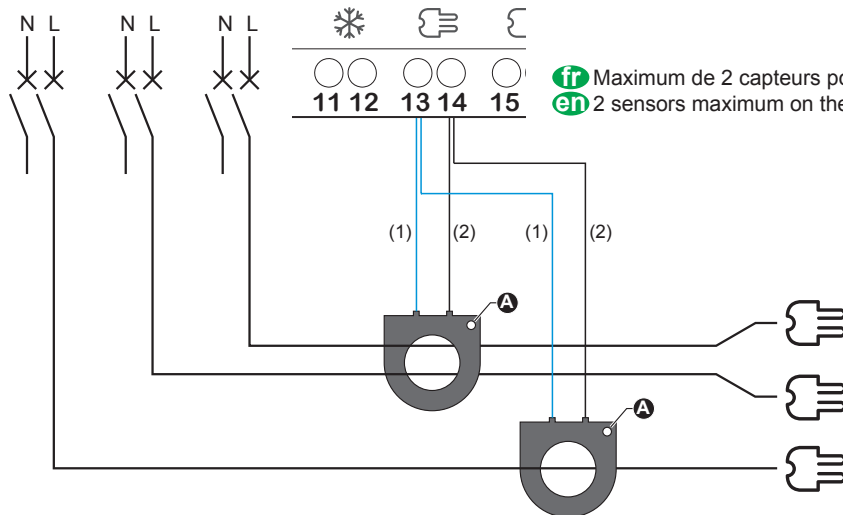 N L N L N L
11 12 13 14 15
fr Maximum de 2 capteurs
en 2 sensors maximum on the
(1) (2) (1) (2)
A
A